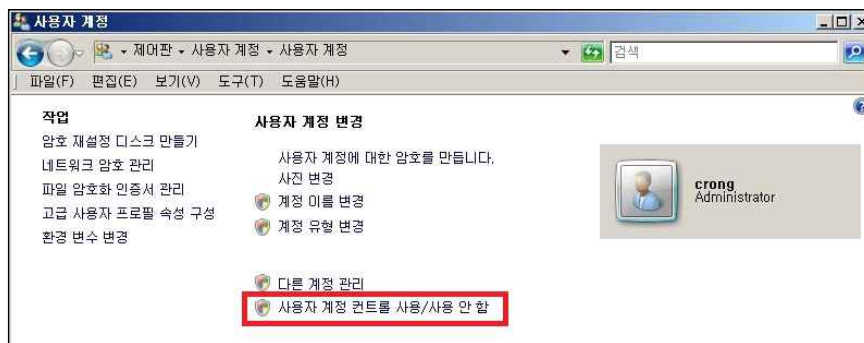 사용자 계정
제어판 사용자 계정 사용자 계정
검색
파일(F) 편집(E) 보기(V) 도구(T) 도움말(H)
작업
암호 재설정 디스크 만들기
네트워크 암호 관리
파일 암호화 인증서 관리
고급 사용자 프로필 속성 구성
환경 변수 변경
사용자 계정 변경
사용자 계정에 대한 암호를 만듭니다.
사진 변경
계정 이름 변경
계정 유형 변경
다른 계정 관리
사용자 계정 컨트롤 사용/사용 안 함
crong
Administrator